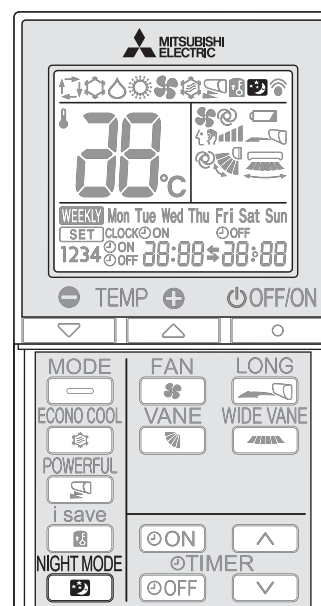 MITSUBISHI
ELECTRIC
88°C
WEEKLY Mon Tue Wed Thu Fri Sat Sun
SET CLOCK ON OFF
1234 ON OFF 88:88 88:88
TEMP OFF/ON
MODE FAN LONG
ECONO COOL VANE WIDE VANE
POWERFUL
i save
NIGHT MODE
ON
TIMER
OFF